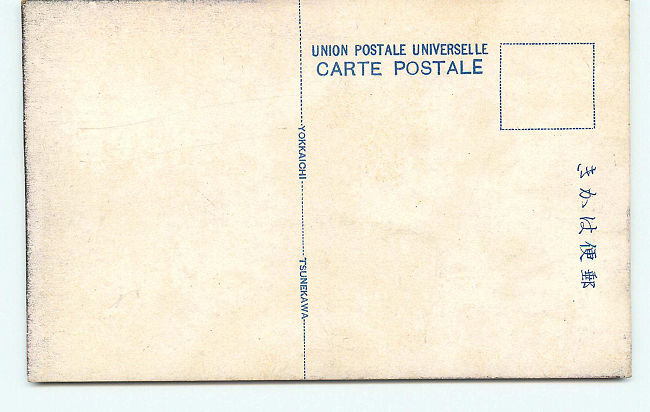 UNION POSTALE UNIVERSELLE
CARTE POSTALE
YOKKAICHI
TSUNEKAWA
郵便はかき